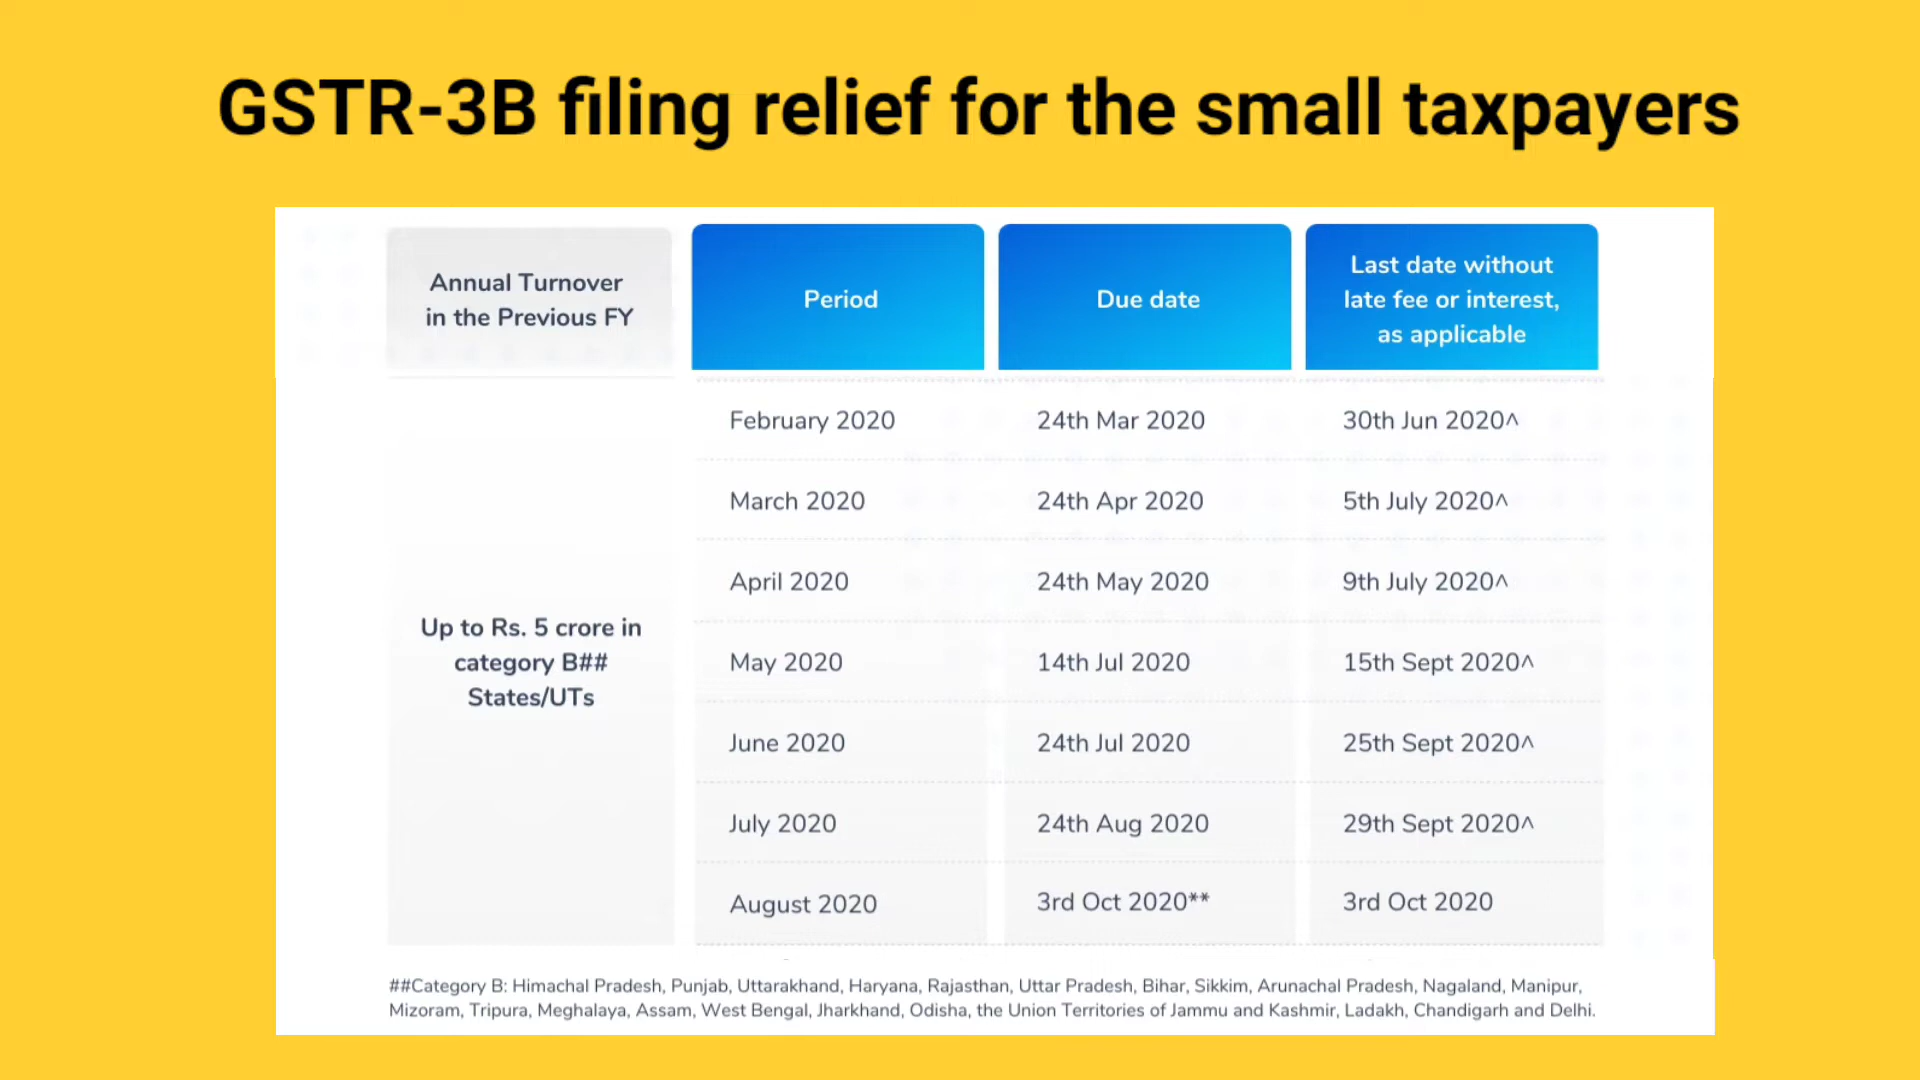 GSTR-3B filing relief for the small taxpayers
Annual Turnover
in the Previous FY
Period
Due date
Last date without
late fee or interest,
as applicable
Up to Rs. 5 crore in
category B##
States/UTs
February 2020 24th Mar 2020 30th Jun 2020^
March 2020 24th Apr 2020 5th July 2020^
April 2020 24th May 2020 9th July 2020^
May 2020 14th Jul 2020 15th Sept 2020^
June 2020 24th Jul 2020 25th Sept 2020^
July 2020 24th Aug 2020 29th Sept 2020^
August 2020 3rd Oct 2020** 3rd Oct 2020
##Category B: Himachal Pradesh, Punjab, Uttarakhand, Haryana, Rajasthan, Uttar Pradesh, Bihar, Sikkim, Arunachal Pradesh, Nagaland, Manipur,
Mizoram, Tripura, Meghalaya, Assam, West Bengal, Jharkhand, Odisha, the Union Territories of Jammu and Kashmir, Ladakh, Chandigarh and Delhi.